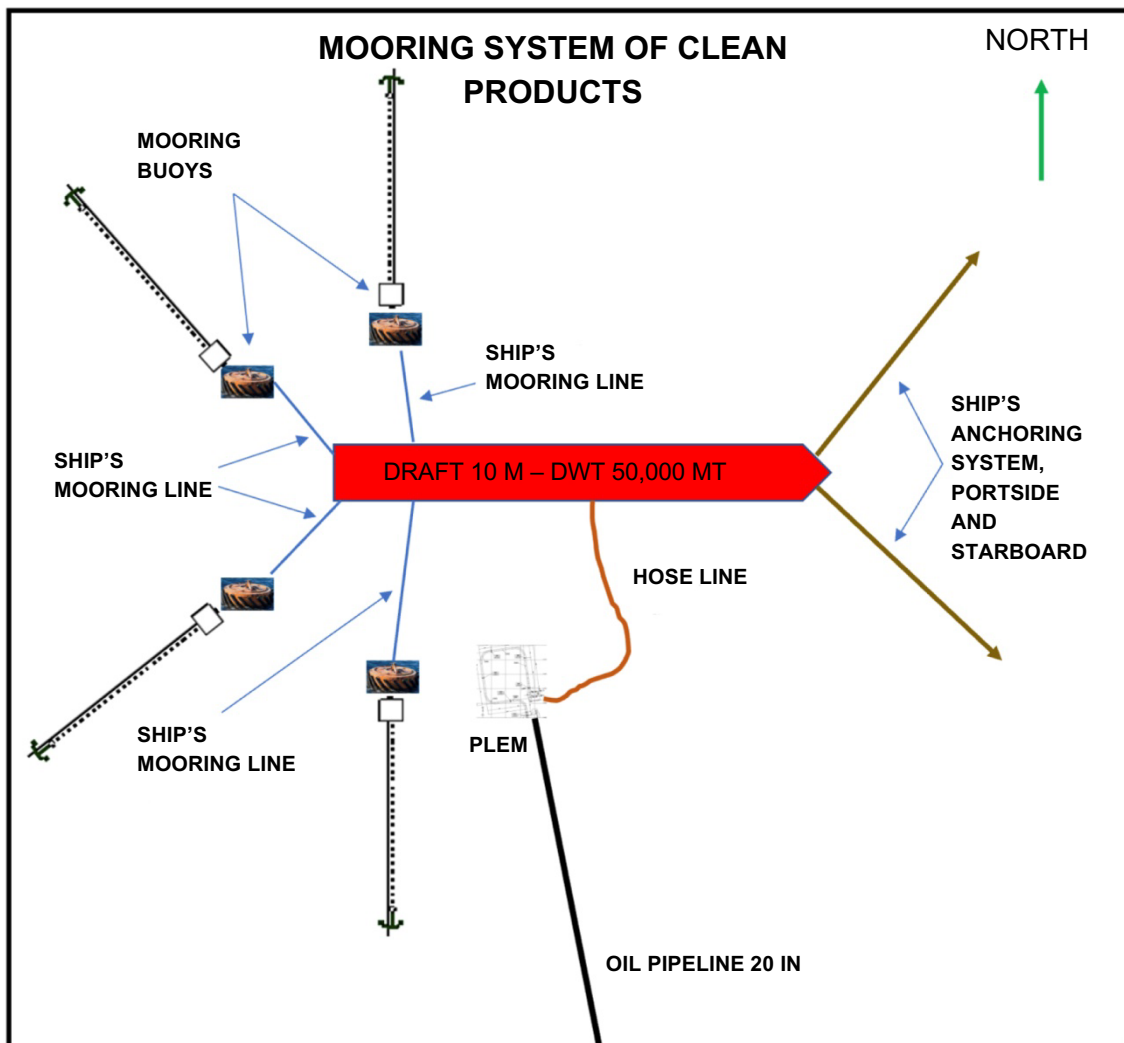 MOORING SYSTEM OF CLEAN
PRODUCTS
NORTH
MOORING
BUOYS
SHIP'S
MOORING LINE
SHIP'S
MOORING LINE
DRAFT 10 M – DWT 50,000 MT
SHIP'S
ANCHORING
SYSTEM,
PORTSIDE
AND
STARBOARD
HOSE LINE
SHIP'S
MOORING LINE
PLEM
OIL PIPELINE 20 IN